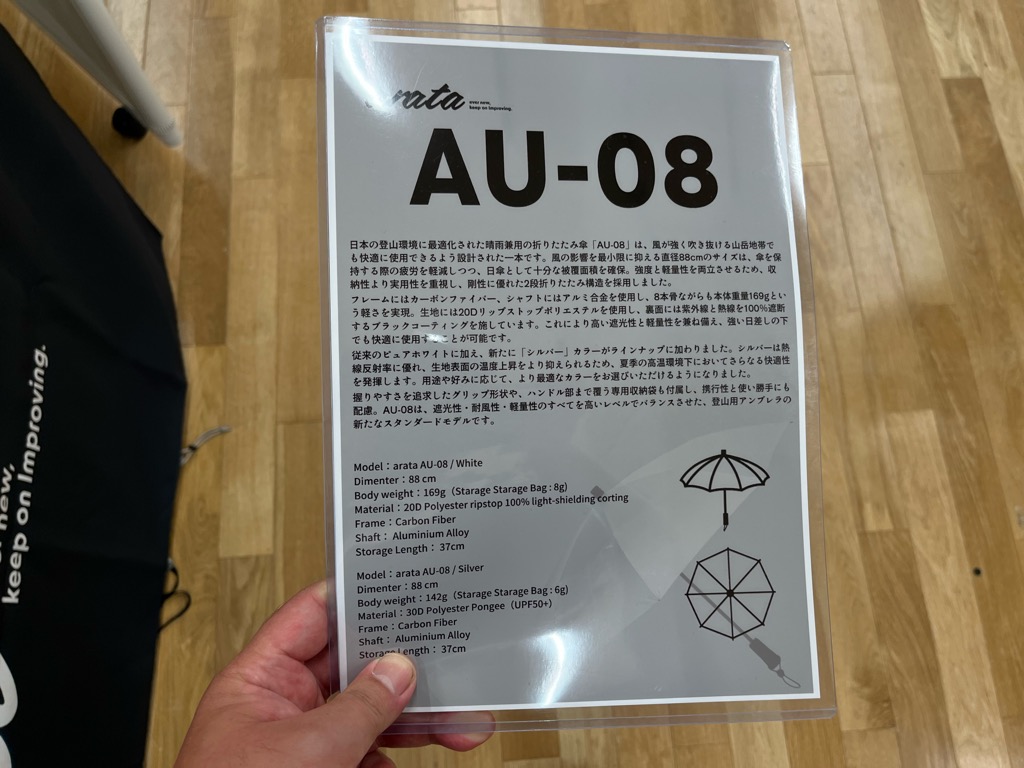 arata
over new,
keep on improving.
AU-08
日本の登山環境に最適化された晴雨兼用の折りたたみ傘「AU-08」は、風が強く吹き抜ける山岳地帯で
も快適に使用できるよう設計された一本です。風の影響を最小限に抑える直径88cmのサイズは、傘を保
持する際の疲労を軽減しつつ、日傘として十分な被覆面積を確保。強度と軽量性を両立させるため、収
納性より実用性を重視し、剛性に優れた2段折りたたみ構造を採用しました。
フレームにはカーボンファイバー、シャフトにはアルミ合金を使用し、8本骨ながらも本体重量169gとい
う軽さを実現。生地には20Dリップストップポリエステルを使用し、裏面には紫外線と熱線を100%遮断
するブラックコーティングを施しています。これにより高い遮光性と軽量性を兼ね備え、強い日差しの下
でも快適に使用することが可能です。
従来のピュアホワイトに加え、新たに「シルバー」カラーがラインナップに加わりました。シルバーは熱
線反射率に優れ、生地表面の温度上昇をより抑えられるため、夏季の高温環境下においてさらなる快適性
を発揮します。用途や好みに応じて、より最適なカラーをお選びいただけるようになりました。
握りやすさを追求したグリップ形状や、ハンドル部まで覆う専用収納袋も付属し、携行性と使い勝手にも
配慮。AU-08は、遮光性・耐風性・軽量性のすべてを高いレベルでバランスさせた、登山用アンブレラの
新たなスタンダードモデルです。
Model：arata AU-08 / White
Dimenter：88 cm
Body weight：169g（Starage Starage Bag : 8g）
Material：20D Polyester ripstop 100% light-shielding corting
Frame：Carbon Fiber
Shaft： Aluminium Alloy
Storage Length： 37cm
Model：arata AU-08 / Silver
Dimenter：88 cm
Body weight：142g（Starage Starage Bag : 6g）
Material：30D Polyester Pongee（UPF50+）
Frame：Carbon Fiber
Shaft： Aluminium Alloy
Storage Length： 37cm
new,
keep on improving.